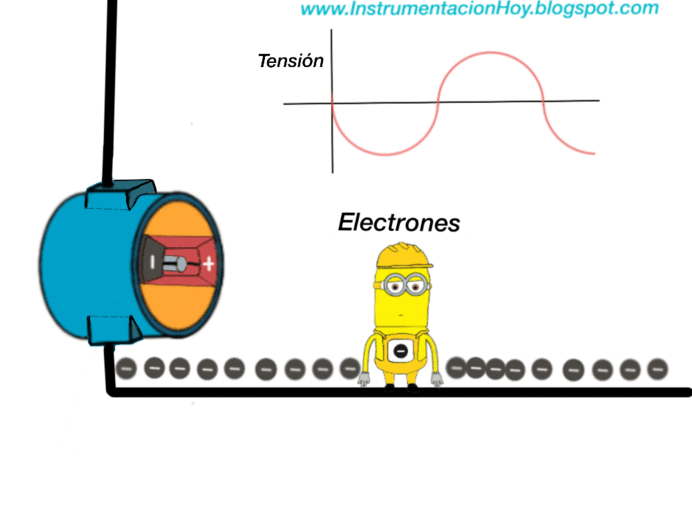 www.InstrumentacionHoy.blogspot.com
Tensión
Electrones
- +
- - - - - - - - - - - - - - - - - -